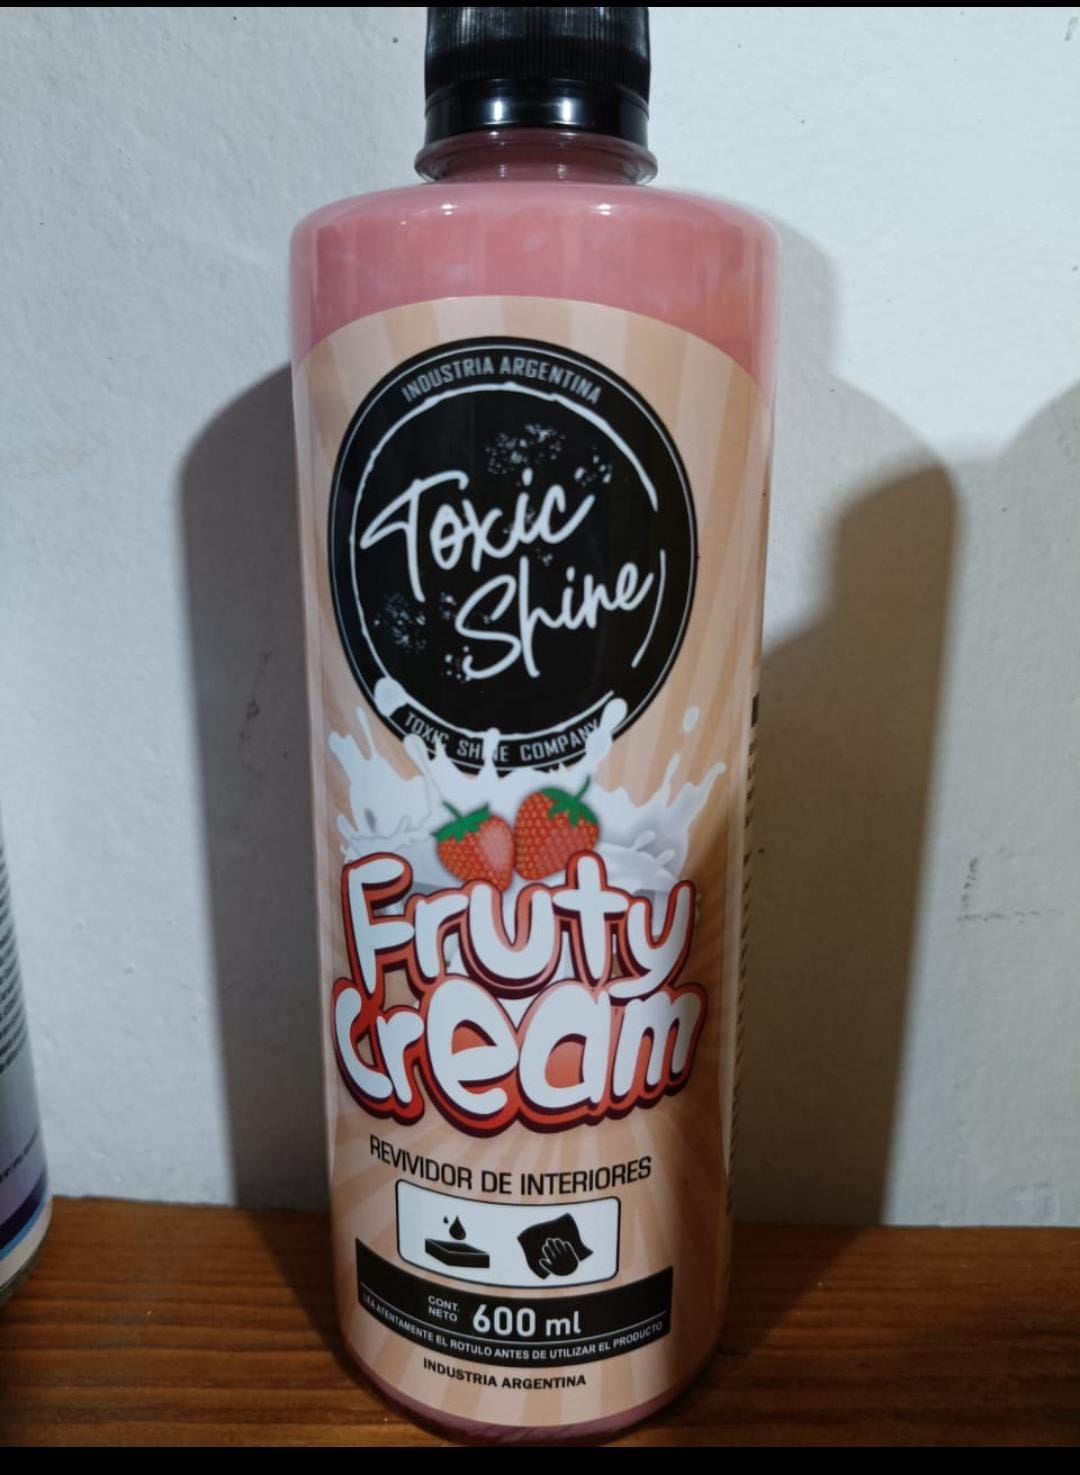 INDUSTRIA ARGENTINA
Toxic
Shine
TOXIC SHINE COMPANY
Fruty
Cream
REVIVIDOR DE INTERIORES
CONT.
NETO 600 ml
LEA ATENTAMENTE EL ROTULO ANTES DE UTILIZAR EL PRODUCTO
INDUSTRIA ARGENTINA